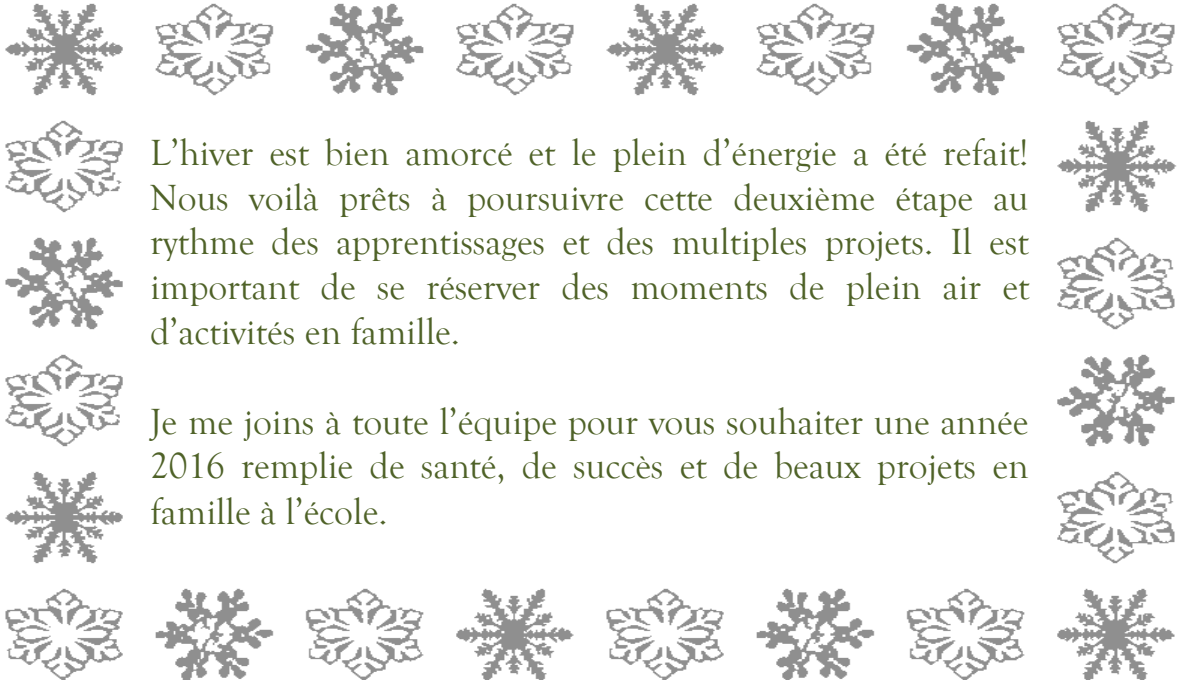 L’hiver est bien amorcé et le plein d’énergie a été refait!
Nous voilà prêts à poursuivre cette deuxième étape au
rythme des apprentissages et des multiples projets. Il est
important de se réserver des moments de plein air et
d’activités en famille.
Je me joins à toute l’équipe pour vous souhaiter une année
2016 remplie de santé, de succès et de beaux projets en
famille à l’école.